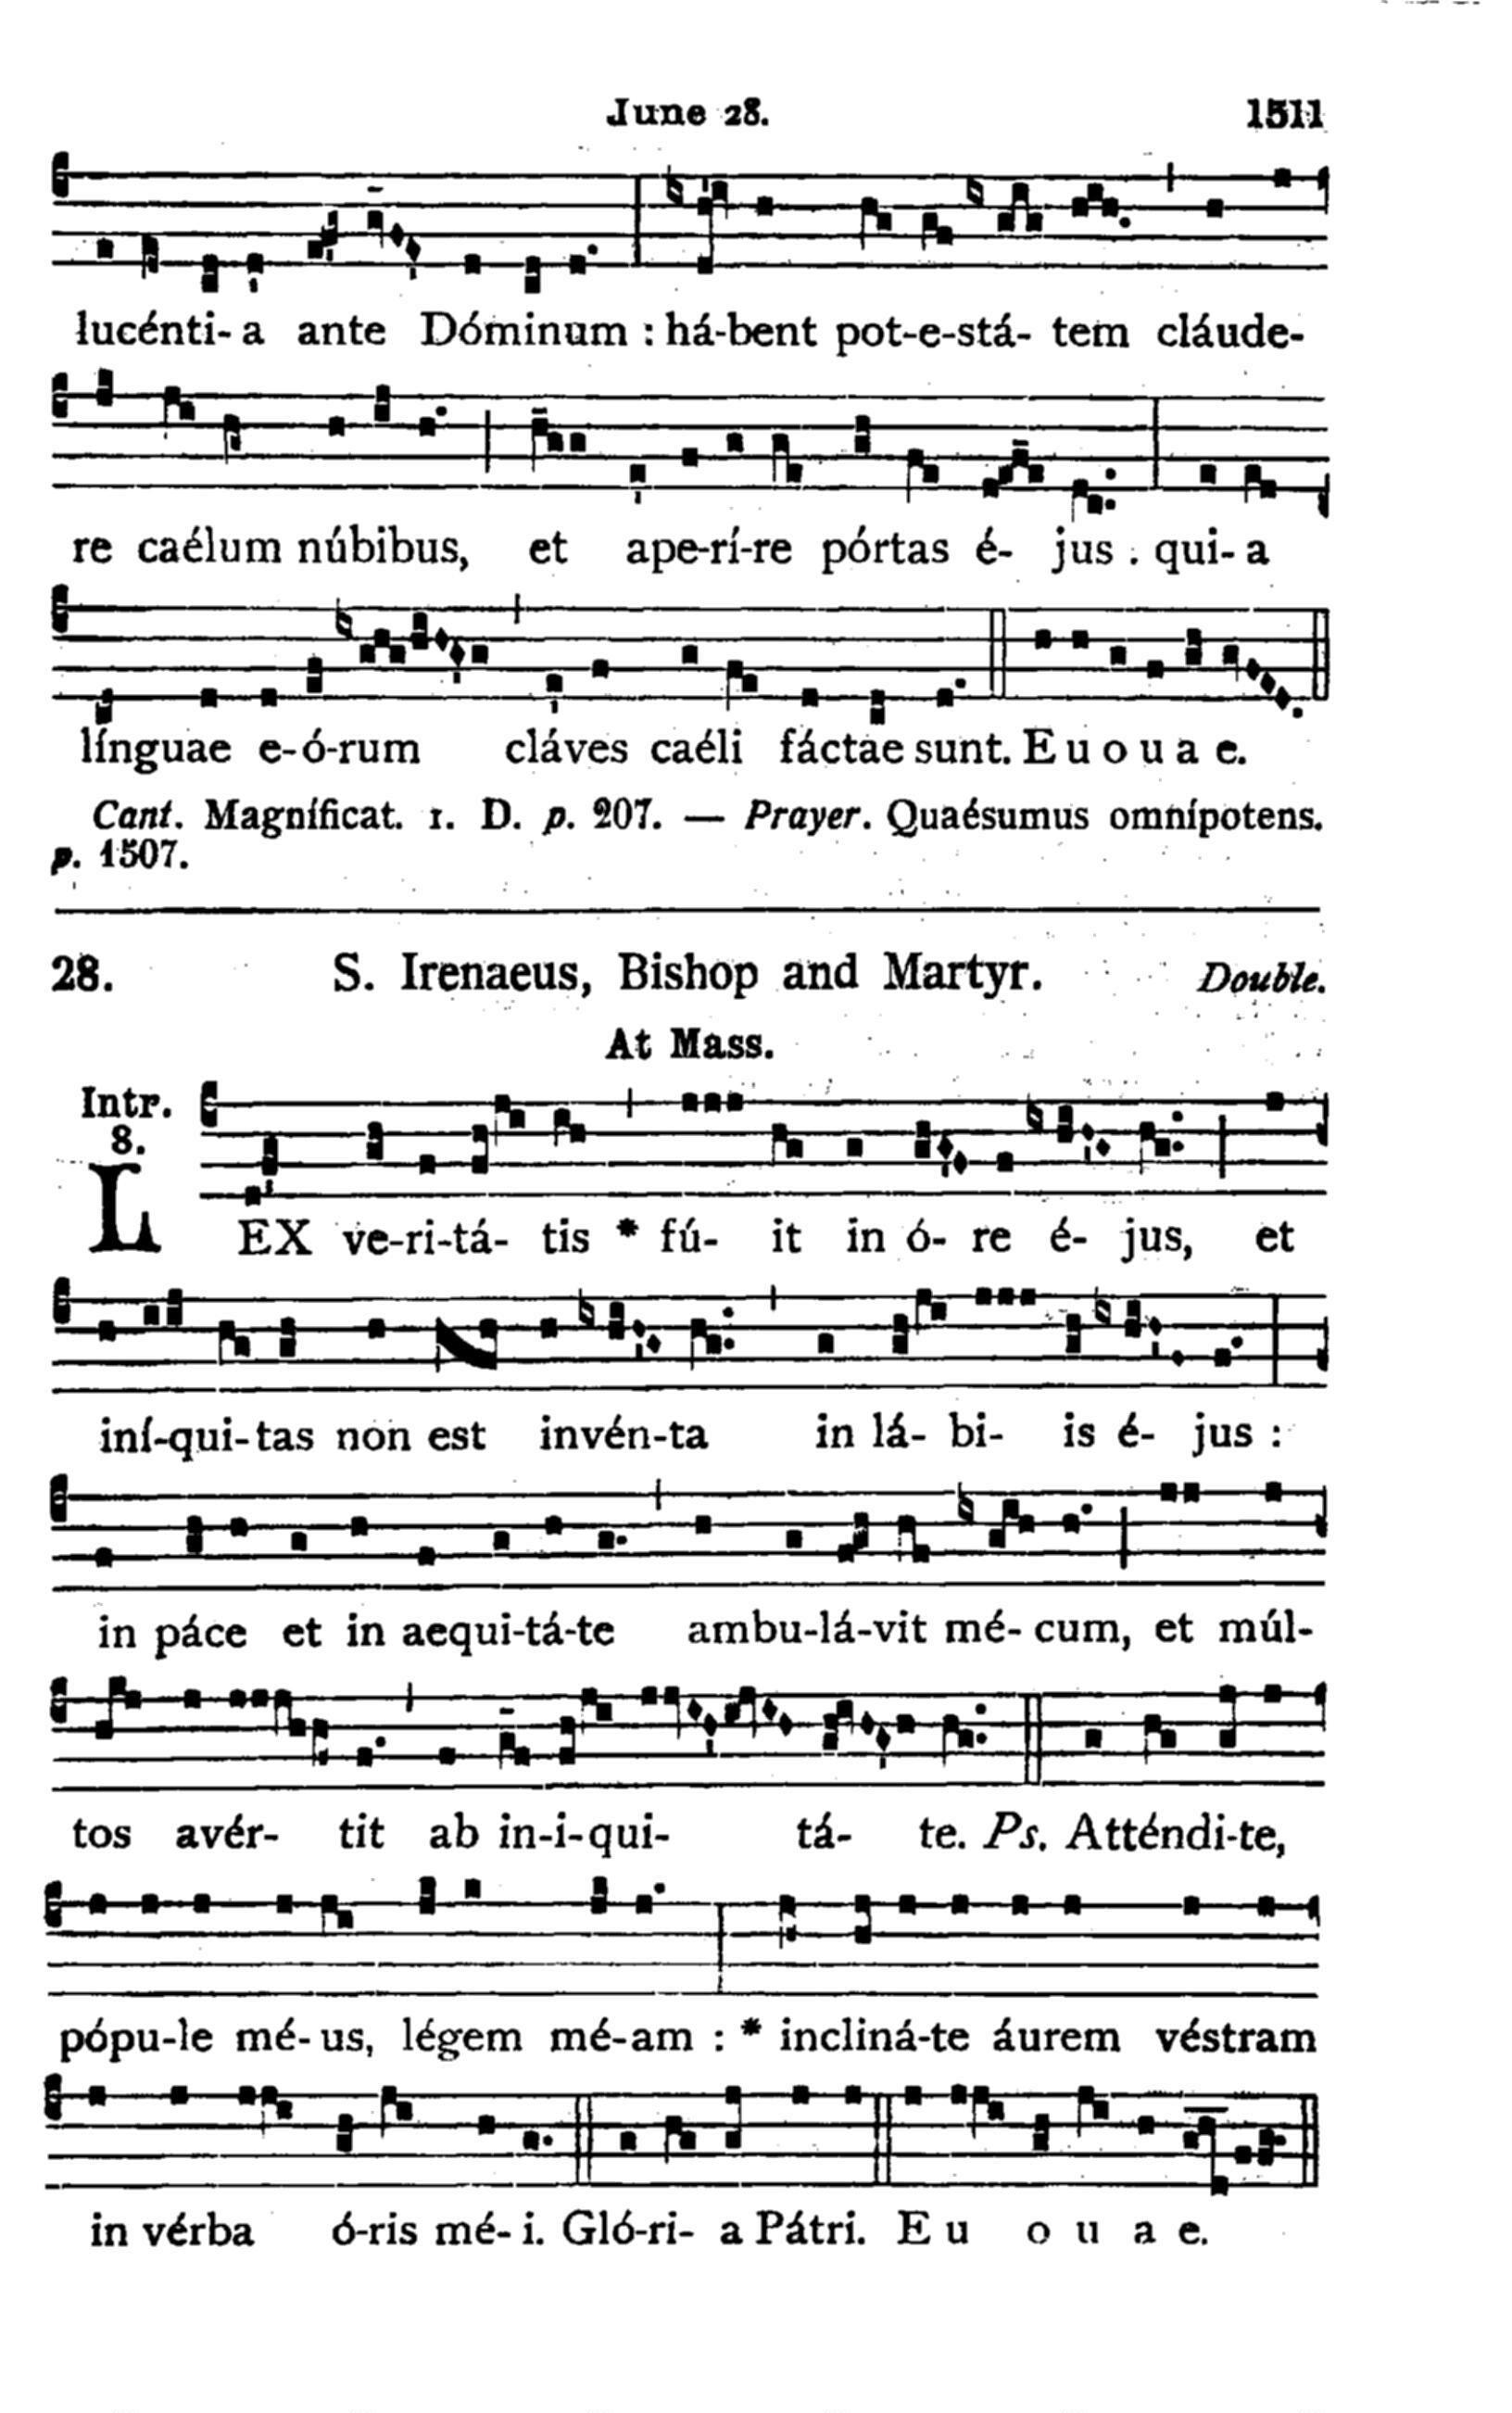 June 28. 1511
lucénti- a ante Dóminum : há-bent pot-e-stá- tem cláude-
re caélum núbibus, et ape-rí-re pórtas é- jus : qui- a
línguae e-ó-rum cláves caéli fáctae sunt. E u o u a e.
Cant. Magníficat. 1. D. p. 207. — Prayer. Quaésumus omnípotens.
p. 1507.
28. S. Irenaeus, Bishop and Martyr. Double.
At Mass.
Intr.
8.
LEX ve-ri-tá- tis * fú- it in ó- re é- jus, et
iní-qui-tas non est invén-ta in lá- bi- is é- jus :
in páce et in aequi-tá-te ambu-lá-vit mé- cum, et múl-
tos avér- tit ab in-i-qui- tá- te. Ps. Atténdi-te,
pópu-le mé- us, légem mé-am : * incliná-te áurem véstram
in vérba ó-ris mé- i. Gló-ri- a Pátri. E u o u a e.